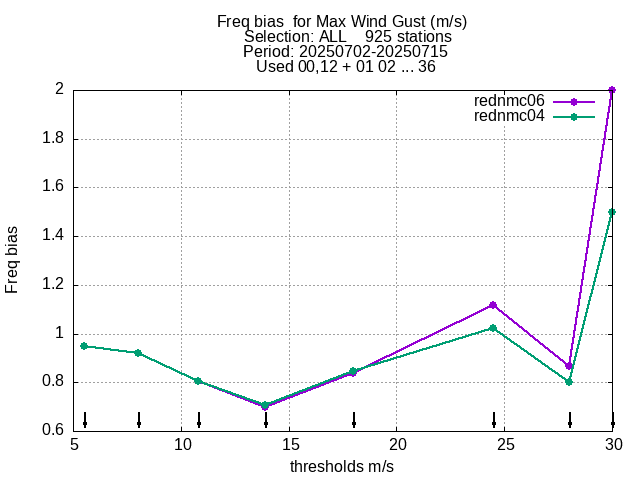 Freq bias  for Max Wind Gust (m/s)
Selection: ALL    925 stations
Period: 20250702-20250715
Used 00,12 + 01 02 ... 36
rednmc06
rednmc04
2
1.8
1.6
1.4
1.2
1
0.8
0.6
Freq bias
5 10 15 20 25 30
thresholds m/s